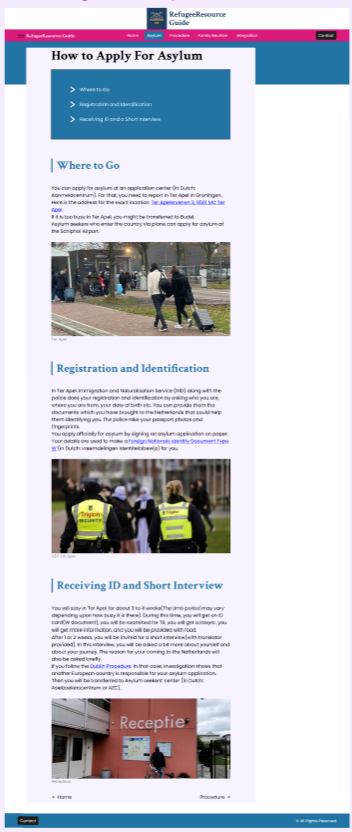 RefugeeResource
Guide
RefugeeResource Guide
Home
Asylum
Procedure
Family Reunion
Integration
Contact
How to Apply For Asylum
Where to Go
Registration and Identification
Receiving ID and a Short Interview
Where to Go
You can apply for asylum at an application center (in Dutch:
Aanmeldcentrum). For that, you need to report in Ter Apel in Groningen.
Here is the address for the exact location: Ter Apelervenen 3, 9561 MC Ter
Apel
If it is too busy in Ter Apel, you might be transferred to Budel.
Asylum seekers who enter the country via plane can apply for asylum at
the Schiphol Airport.
Ter Apel
Registration and Identification
In Ter Apel Immigration and Naturalisation Service (IND) along with the
police does your registration and identification by asking who you are,
where you are from, your date of birth etc. You can provide them the
documents which you have brought to the Netherlands that could help
them identifying you. The police take your passport photos and
fingerprints.
You apply officially for asylum by signing an asylum application on paper.
Your details are used to make a Foreign Nationals Identity Document Type
W (in Dutch: vreemdelingen identiteitsbewijs) for you.
Trigion
SECURITY
AZC Ter Apel
Receiving ID and Short Interview
You will stay in Ter Apel for about 3 to 4 weeks(The time period may vary
depending upon how busy it is there). During this time, you will get an ID
card(W document), you will be examined for TB, you will get a lawyer, you
will get more information, and you will be provided with food.
After 1 or 2 weeks, you will be invited for a short interview(with translator
provided). In this interview, you will be asked a bit more about yourself and
about your journey. The reason for your coming to the Netherlands will
also be asked briefly.
If you follow the Dublin Procedure. In that case, investigation shows that
another European country is responsible for your asylum application.
Then you will be transferred to Asylum seekers' center (in Dutch:
Asielzoekerscentrum or AZC).
Receptie
Reception
← Home
Procedure →
Contact
© All Rights Reserved